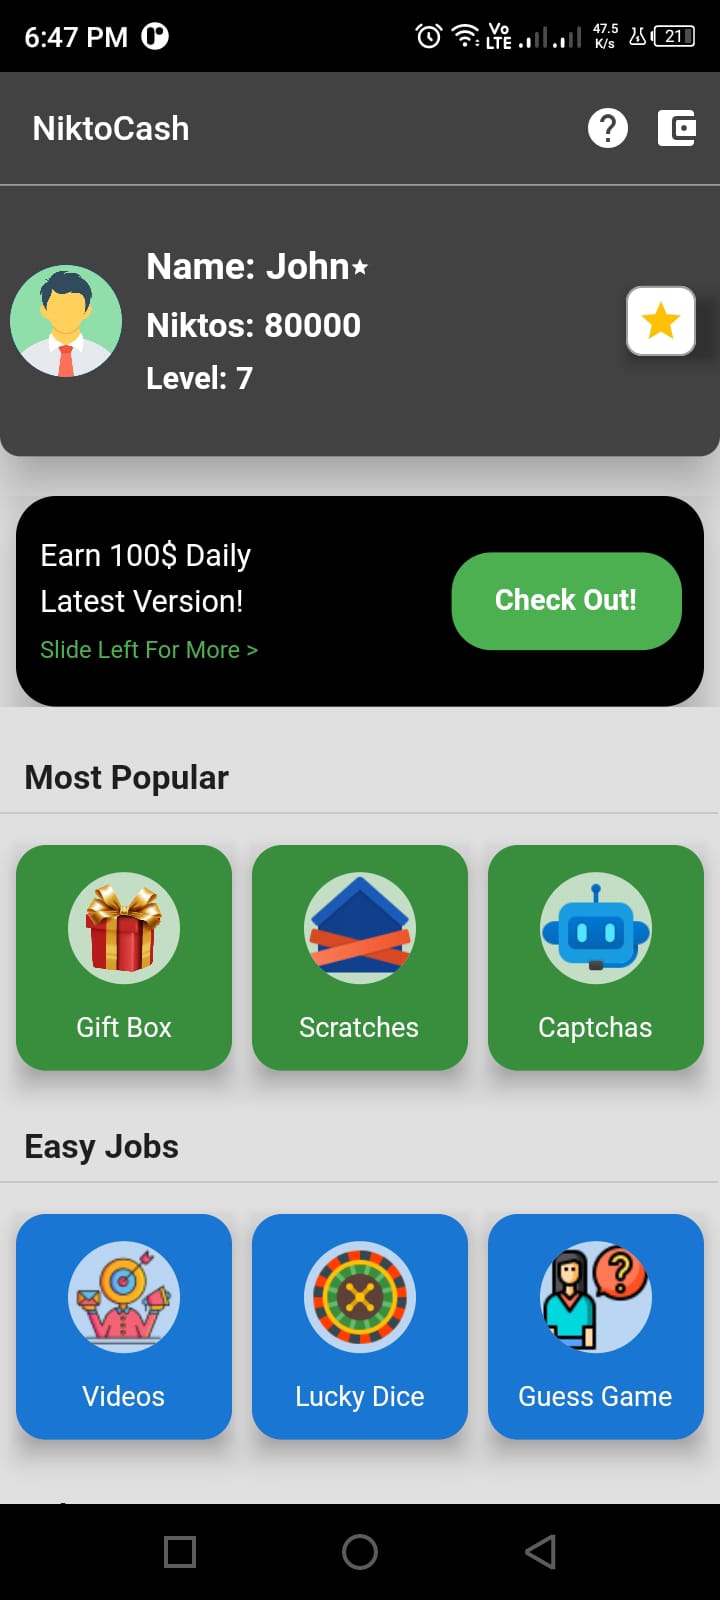 6:47 PM
Vo LTE
47.5 K/s
21
NiktoCash
Name: John
Niktos: 80000
Level: 7
Earn 100$ Daily
Latest Version!
Slide Left For More >
Check Out!
Most Popular
Gift Box
Scratches
Captchas
Easy Jobs
Videos
Lucky Dice
Guess Game